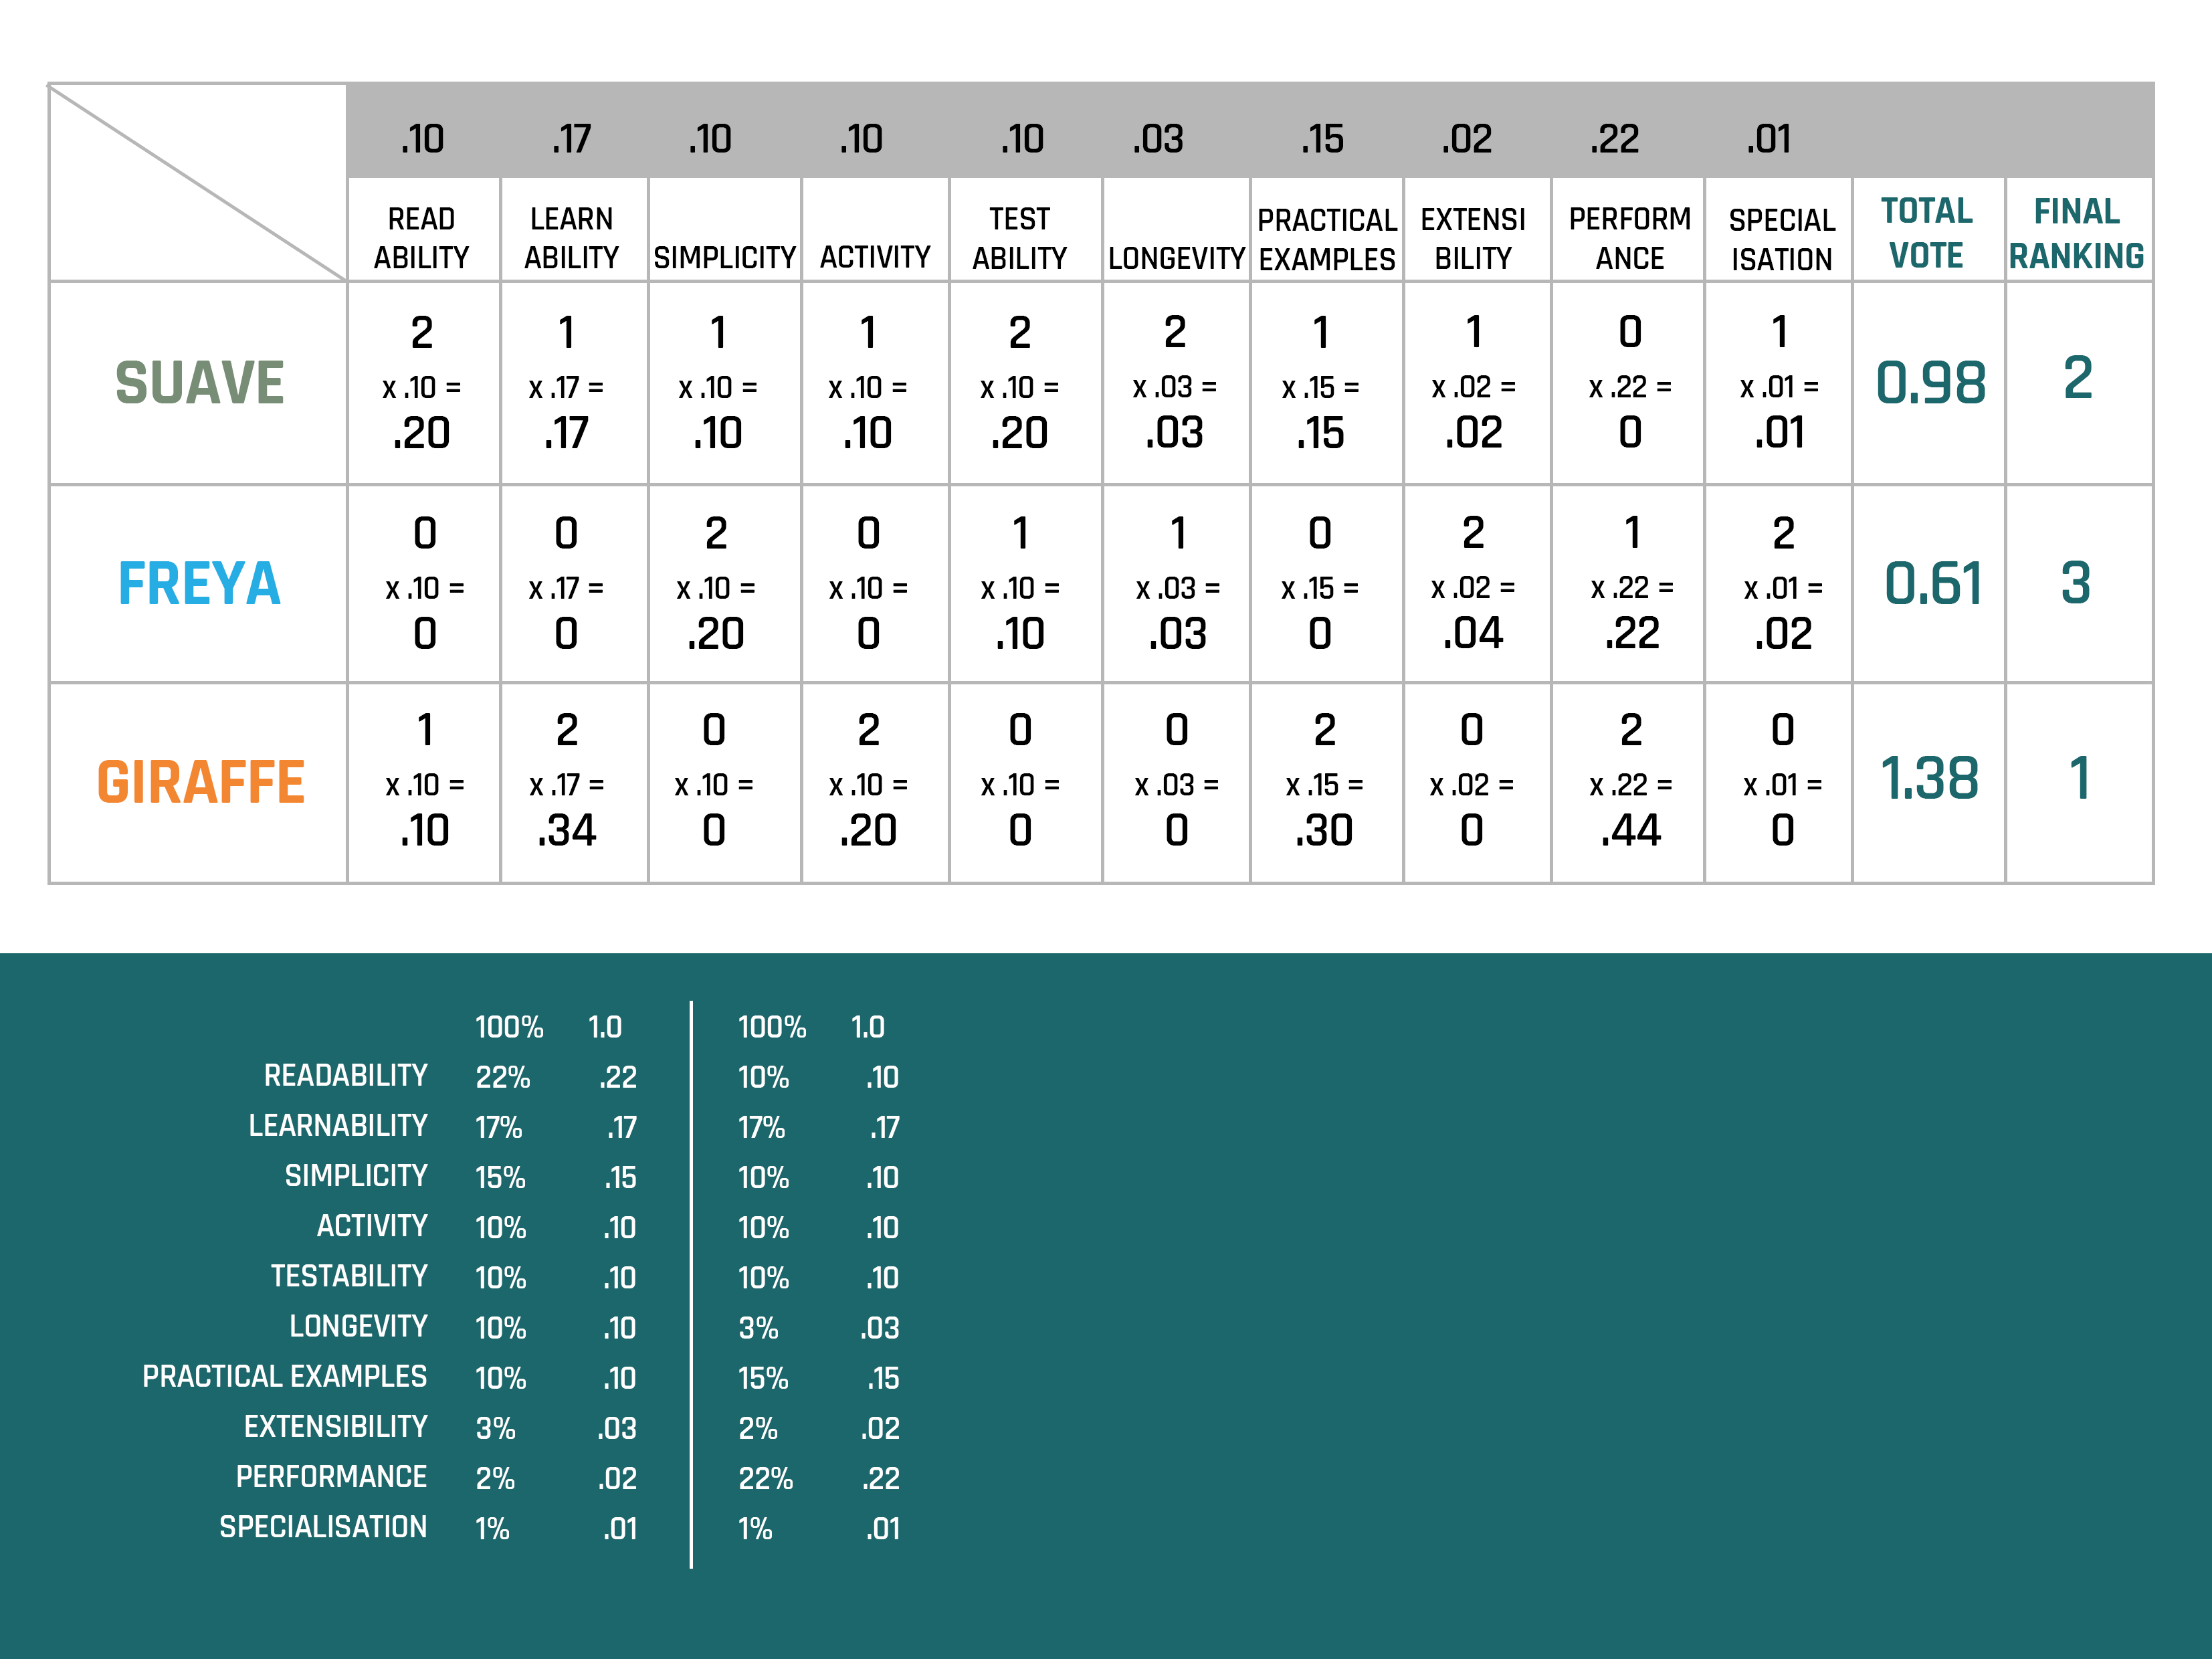 .10 .17 .10 .10 .10 .03 .15 .02 .22 .01
READ LEARN TEST PRACTICAL EXTENSI PERFORM SPECIAL TOTAL FINAL
ABILITY ABILITY SIMPLICITY ACTIVITY ABILITY LONGEVITY EXAMPLES BILITY ANCE ISATION VOTE RANKING
2 1 1 1 2 2 1 1 0 1
SUAVE x .10 = x .17 = x .10 = x .10 = x .10 = x .03 = x .15 = x .02 = x .22 = x .01 = 0.98 2
.20 .17 .10 .10 .20 .03 .15 .02 0 .01
0 0 2 0 1 1 0 2 1 2
FREYA x .10 = x .17 = x .10 = x .10 = x .10 = x .03 = x .15 = x .02 = x .22 = x .01 = 0.61 3
0 0 .20 0 .10 .03 0 .04 .22 .02
1 2 0 2 0 0 2 0 2 0
GIRAFFE x .10 = x .17 = x .10 = x .10 = x .10 = x .03 = x .15 = x .02 = x .22 = x .01 = 1.38 1
.10 .34 0 .20 0 0 .30 0 .44 0
100% 1.0 100% 1.0
READABILITY 22% .22 10% .10
LEARNABILITY 17% .17 17% .17
SIMPLICITY 15% .15 10% .10
ACTIVITY 10% .10 10% .10
TESTABILITY 10% .10 10% .10
LONGEVITY 10% .10 3% .03
PRACTICAL EXAMPLES 10% .10 15% .15
EXTENSIBILITY 3% .03 2% .02
PERFORMANCE 2% .02 22% .22
SPECIALISATION 1% .01 1% .01